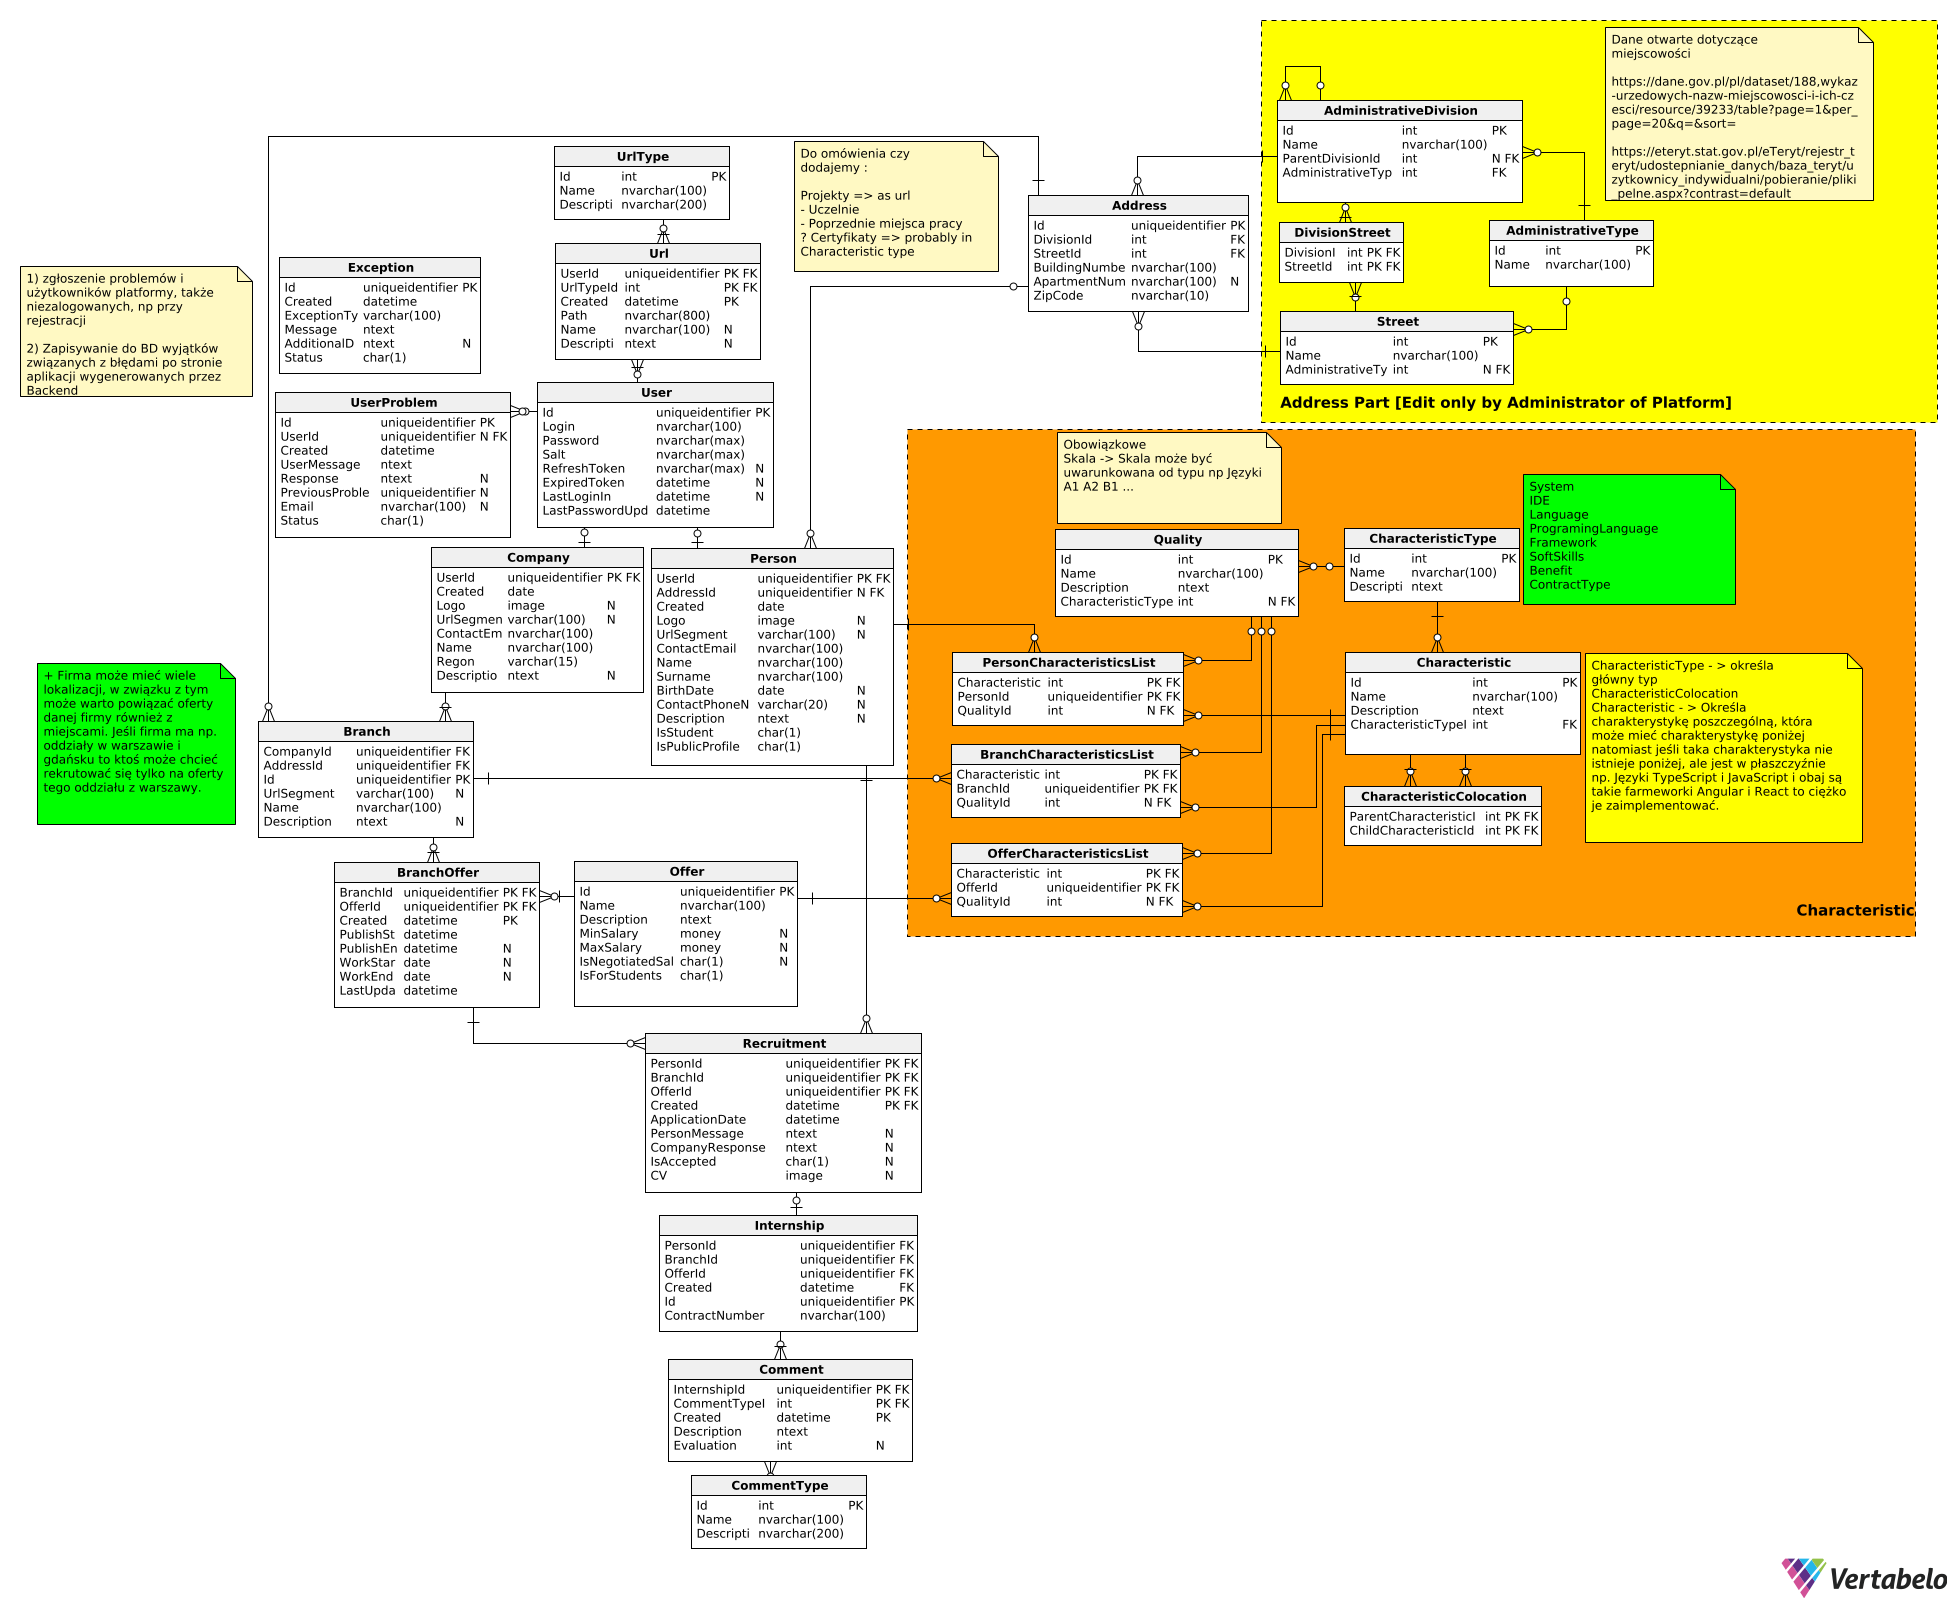 Dane otwarte dotyczące
miejscowości
https://dane.gov.pl/pl/dataset/188,wykaz
-urzedowych-nazw-miejscowosci-i-ich-cz
esci/resource/39233/table?page=1&per_
page=20&q=&sort=
https://eteryt.stat.gov.pl/eTeryt/rejestr_t
eryt/udostepnianie_danych/baza_teryt/u
zytkownicy_indywidualni/pobieranie/pliki
_pelne.aspx?contrast=default
AdministrativeDivision
Id int PK
Name nvarchar(100)
ParentDivisionId int N FK
AdministrativeTyp int FK
DivisionStreet
DivisionI int PK FK
StreetId int PK FK
AdministrativeType
Id int PK
Name nvarchar(100)
Street
Id int PK
Name nvarchar(100)
AdministrativeTy int N FK
Address Part [Edit only by Administrator of Platform]
UrlType
Id int PK
Name nvarchar(100)
Descripti nvarchar(200)
Do omówienia czy
dodajemy :
Projekty => as url
- Uczelnie
- Poprzednie miejsca pracy
? Certyfikaty => probably in
Characteristic type
Address
Id uniqueidentifier PK
DivisionId int FK
StreetId int FK
BuildingNumbe nvarchar(100)
ApartmentNum nvarchar(100) N
ZipCode nvarchar(10)
Url
UserId uniqueidentifier PK FK
UrlTypeId int PK FK
Created datetime PK
Path nvarchar(800)
Name nvarchar(100) N
Descripti ntext N
1) zgłoszenie problemów i
użytkowników platformy, także
niezalogowanych, np przy
rejestracji
2) Zapisywanie do BD wyjątków
związanych z błędami po stronie
aplikacji wygenerowanych przez
Backend
Exception
Id uniqueidentifier PK
Created datetime
ExceptionTy varchar(100)
Message ntext
AdditionalD ntext N
Status char(1)
UserProblem
Id uniqueidentifier PK
UserId uniqueidentifier N FK
Created datetime
UserMessage ntext
Response ntext N
PreviousProble uniqueidentifier N
Email nvarchar(100) N
Status char(1)
User
Id uniqueidentifier PK
Login nvarchar(100)
Password nvarchar(max)
Salt nvarchar(max)
RefreshToken nvarchar(max) N
ExpiredToken datetime N
LastLoginIn datetime N
LastPasswordUpd datetime
Company
UserId uniqueidentifier PK FK
Created date
Logo image N
UrlSegmen varchar(100) N
ContactEm nvarchar(100)
Name nvarchar(100)
Regon varchar(15)
Descriptio ntext N
Person
UserId uniqueidentifier PK FK
AddressId uniqueidentifier N FK
Created date
Logo image N
UrlSegment varchar(100) N
ContactEmail nvarchar(100)
Name nvarchar(100)
Surname nvarchar(100)
BirthDate date N
ContactPhoneN varchar(20) N
Description ntext N
IsStudent char(1)
IsPublicProfile char(1)
Obowiązkowe
Skala -> Skala może być
uwarunkowana od typu np Języki
A1 A2 B1 ...
Quality
Id int PK
Name nvarchar(100)
Description ntext
CharacteristicType int N FK
CharacteristicType
Id int PK
Name nvarchar(100)
Descripti ntext
System
IDE
Language
ProgramingLanguage
Framework
SoftSkills
Benefit
ContractType
PersonCharacteristicsList
Characteristic int PK FK
PersonId uniqueidentifier PK FK
QualityId int N FK
Characteristic
Id int PK
Name nvarchar(100)
Description ntext
CharacteristicTypeI int FK
CharacteristicType - > określa
główny typ
CharacteristicColocation
Characteristic - > Określa
charakterystykę poszczególną, która
może mieć charakterystykę poniżej
natomiast jeśli taka charakterystyka nie
istnieje poniżej, ale jest w płaszczyźnie
np. Języki TypeScript i JavaScript i obaj są
takie farmeworki Angular i React to ciężko
je zaimplementować.
BranchCharacteristicsList
Characteristic int PK FK
BranchId uniqueidentifier PK FK
QualityId int N FK
CharacteristicColocation
ParentCharacteristicI int PK FK
ChildCharacteristicId int PK FK
OfferCharacteristicsList
Characteristic int PK FK
OfferId uniqueidentifier PK FK
QualityId int N FK
Characteristic
+ Firma może mieć wiele
lokalizacji, w związku z tym
może warto powiązać oferty
danej firmy również z
miejscami. Jeśli firma ma np.
oddziały w warszawie i
gdańsku to ktoś może chcieć
rekrutować się tylko na oferty
tego oddziału z warszawy.
Branch
CompanyId uniqueidentifier FK
AddressId uniqueidentifier FK
Id uniqueidentifier PK
UrlSegment varchar(100) N
Name nvarchar(100)
Description ntext N
BranchOffer
BranchId uniqueidentifier PK FK
OfferId uniqueidentifier PK FK
Created datetime PK
PublishSt datetime
PublishEn datetime N
WorkStar date N
WorkEnd date N
LastUpda datetime
Offer
Id uniqueidentifier PK
Name nvarchar(100)
Description ntext
MinSalary money N
MaxSalary money N
IsNegotiatedSal char(1) N
IsForStudents char(1)
Recruitment
PersonId uniqueidentifier PK FK
BranchId uniqueidentifier PK FK
OfferId uniqueidentifier PK FK
Created datetime PK FK
ApplicationDate datetime
PersonMessage ntext N
CompanyResponse ntext N
IsAccepted char(1) N
CV image N
Internship
PersonId uniqueidentifier FK
BranchId uniqueidentifier FK
OfferId uniqueidentifier FK
Created datetime FK
Id uniqueidentifier PK
ContractNumber nvarchar(100)
Comment
InternshipId uniqueidentifier PK FK
CommentTypeI int PK FK
Created datetime PK
Description ntext
Evaluation int N
CommentType
Id int PK
Name nvarchar(100)
Descripti nvarchar(200)
Vertabelo